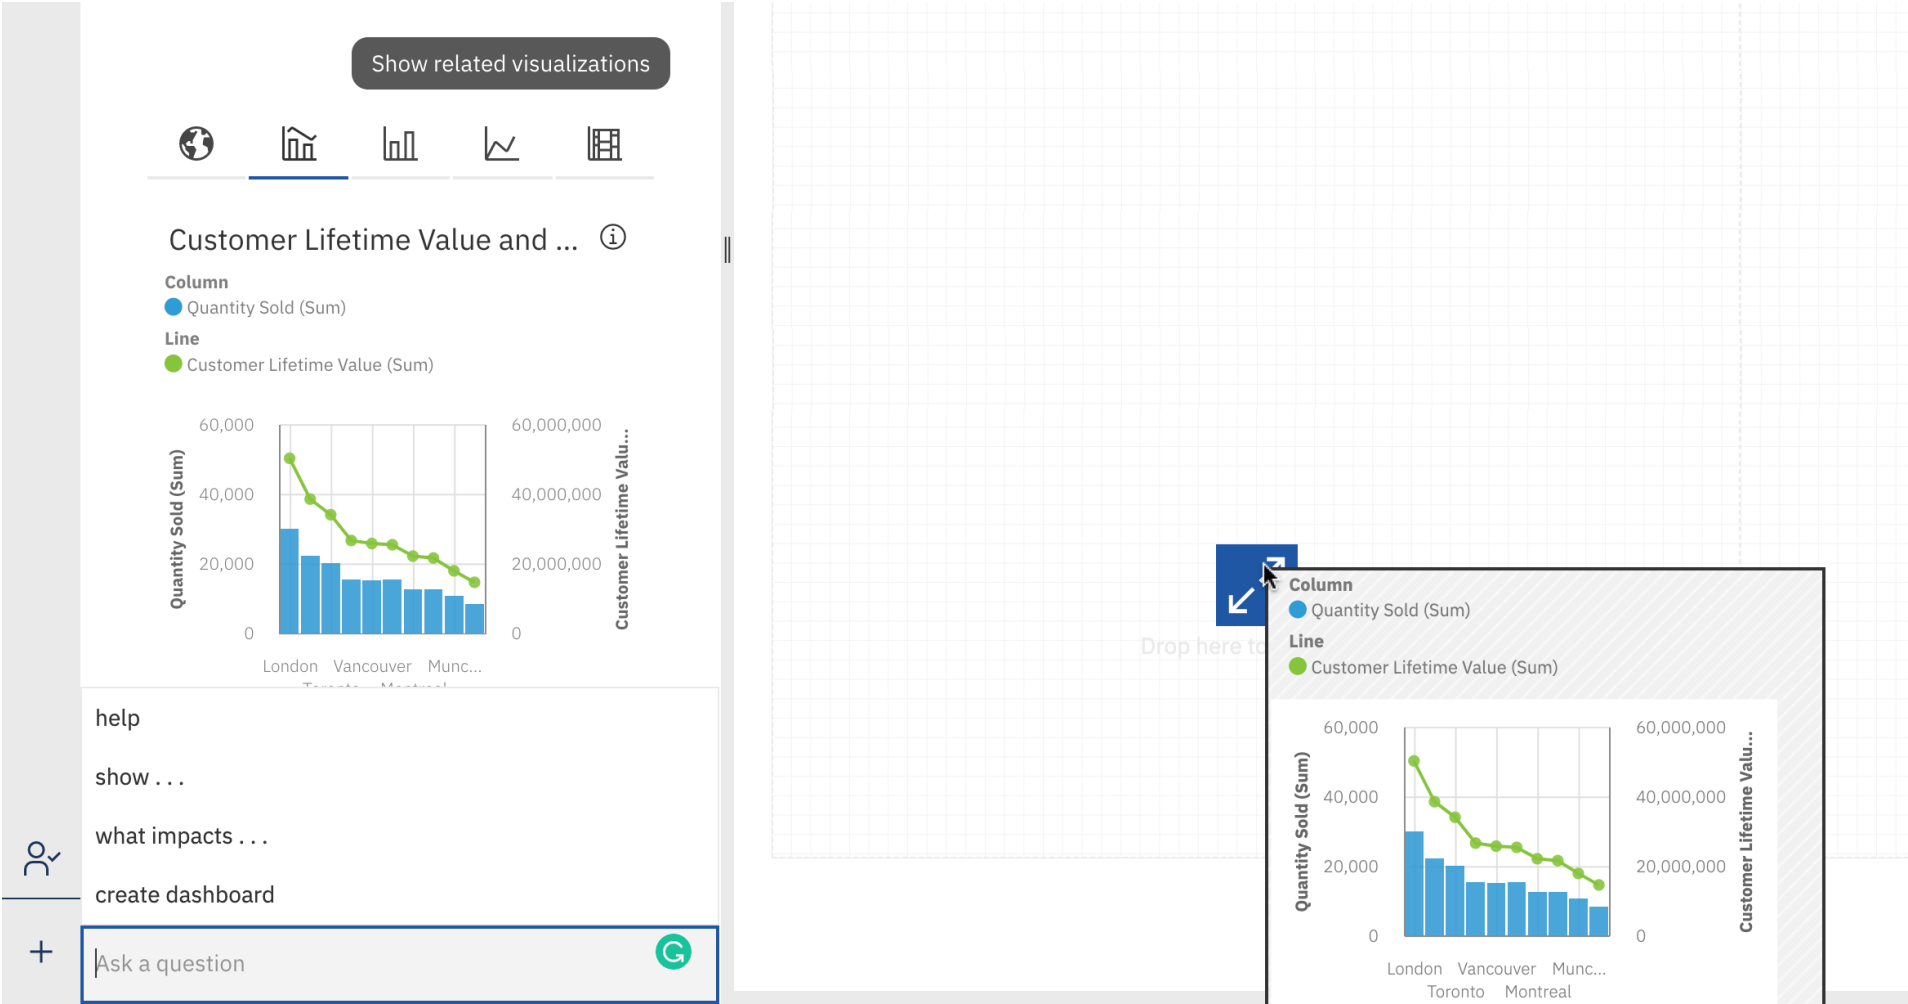 Show related visualizations
Customer Lifetime Value and ...
Column
Quantity Sold (Sum)
Line
Customer Lifetime Value (Sum)
Quantity Sold (Sum)
60,000
40,000
20,000
0
60,000,000
40,000,000
20,000,000
0
Customer Lifetime Valu...
London Vancouver Munc...
Toronto Montreal
help
show . . .
what impacts . . .
create dashboard
Ask a question
G
Drop here to
Column
Quantity Sold (Sum)
Line
Customer Lifetime Value (Sum)
Quantity Sold (Sum)
60,000
40,000
20,000
0
60,000,000
40,000,000
20,000,000
0
Customer Lifetime Valu...
London Vancouver Munc...
Toronto Montreal